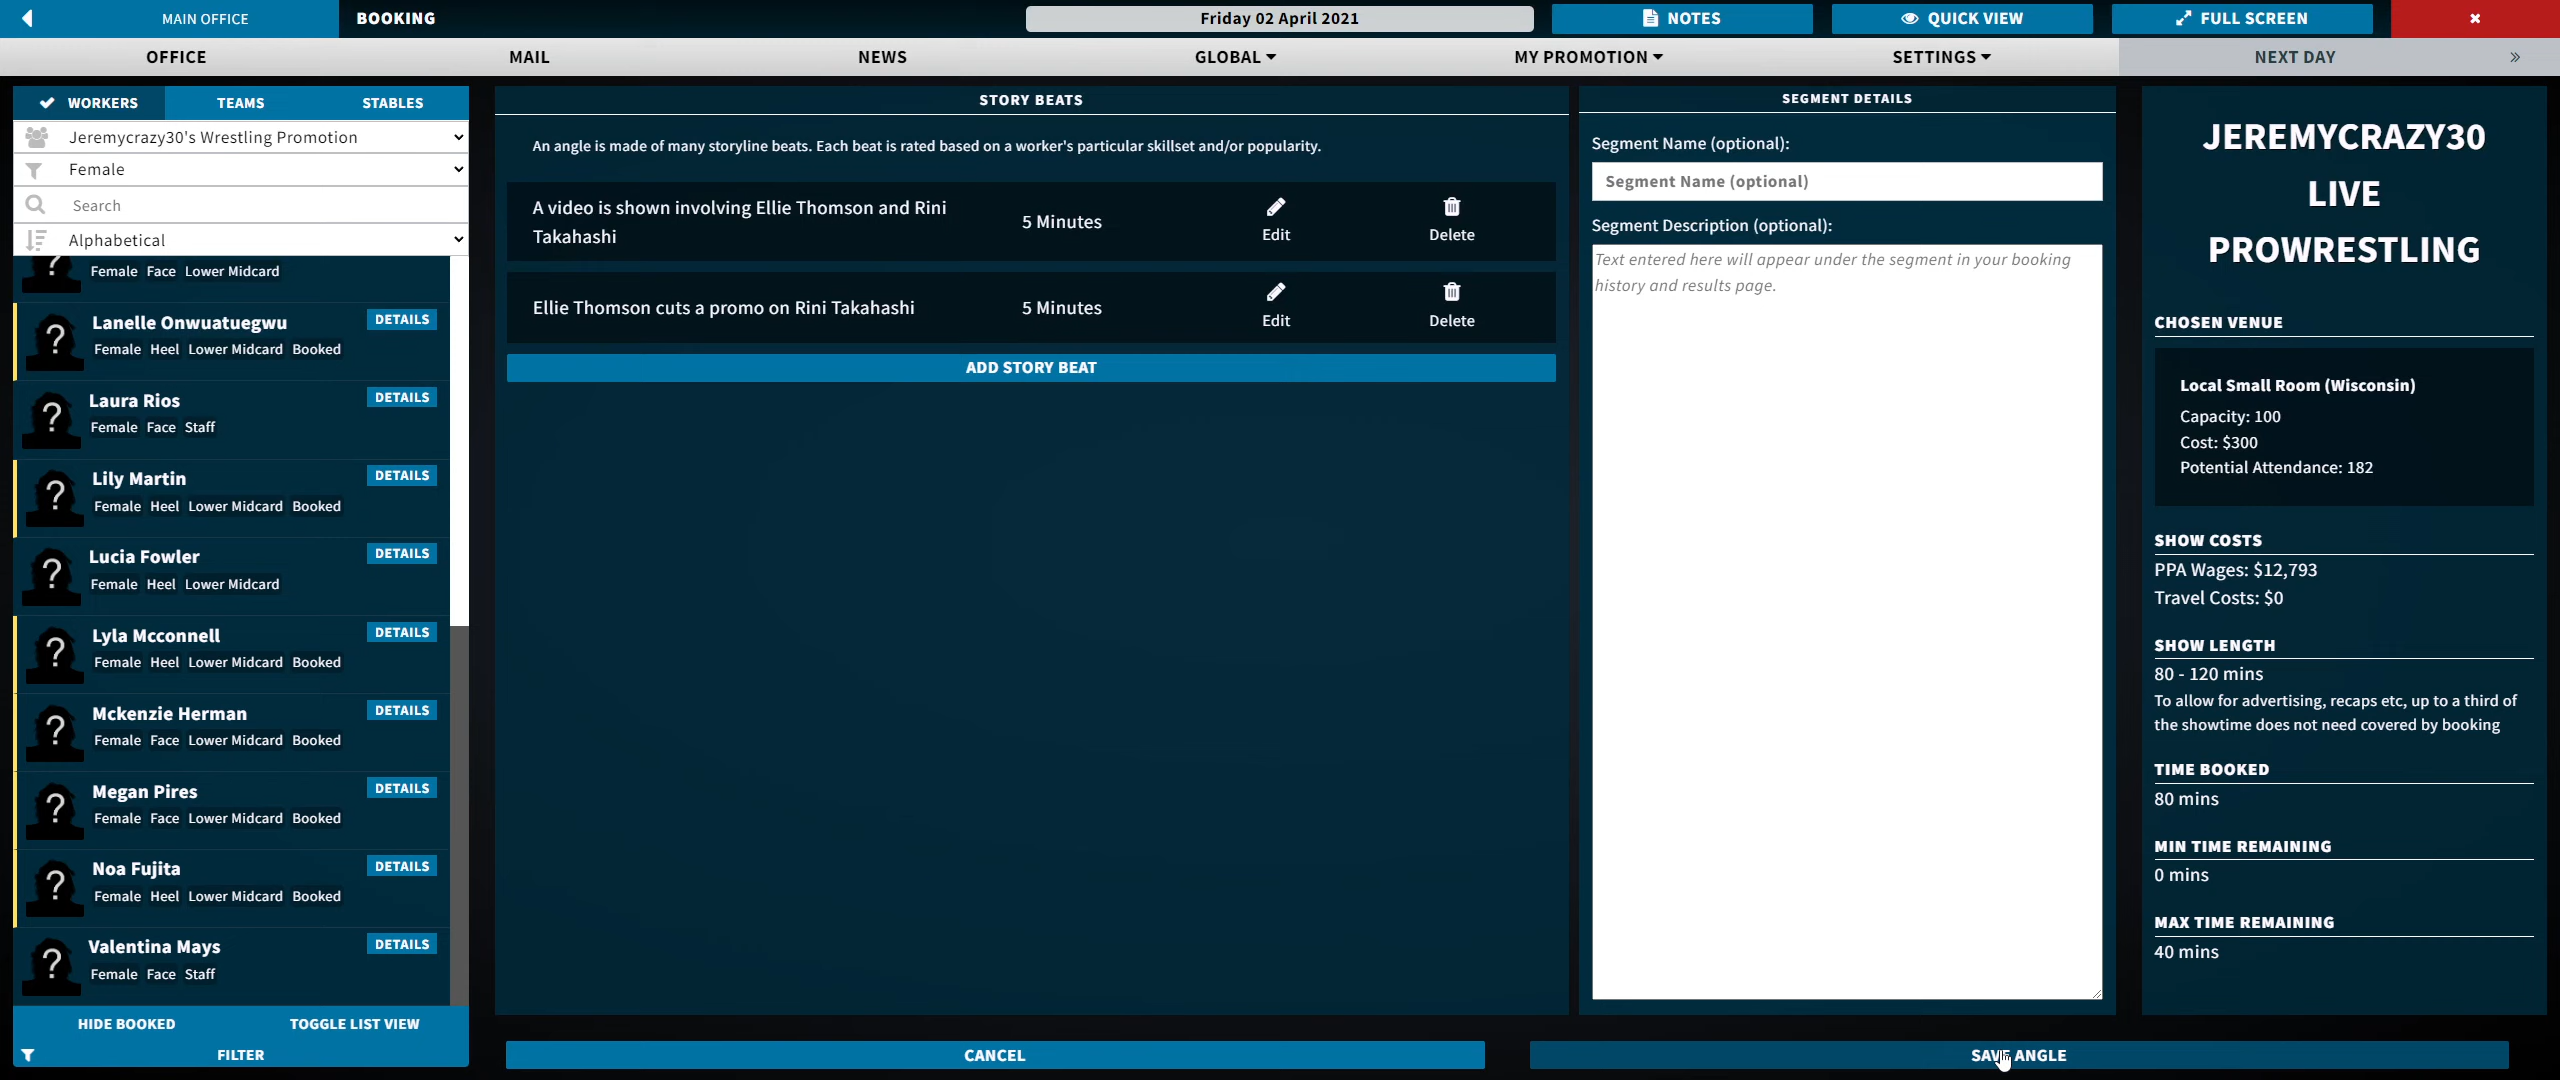 MAIN OFFICE
BOOKING
Friday 02 April 2021
NOTES
QUICK VIEW
FULL SCREEN
OFFICE
MAIL
NEWS
GLOBAL
MY PROMOTION
SETTINGS
NEXT DAY
WORKERS
TEAMS
STABLES
Jeremycrazy30's Wrestling Promotion
Female
Search
Alphabetical
Female Face Lower Midcard
Lanelle Onwuatuegwu
DETAILS
Female Heel Lower Midcard Booked
Laura Rios
DETAILS
Female Face Staff
Lily Martin
DETAILS
Female Heel Lower Midcard Booked
Lucia Fowler
DETAILS
Female Heel Lower Midcard
Lyla Mcconnell
DETAILS
Female Heel Lower Midcard Booked
Mckenzie Herman
DETAILS
Female Face Lower Midcard Booked
Megan Pires
DETAILS
Female Face Lower Midcard Booked
Noa Fujita
DETAILS
Female Heel Lower Midcard Booked
Valentina Mays
DETAILS
Female Face Staff
HIDE BOOKED
TOGGLE LIST VIEW
FILTER
STORY BEATS
An angle is made of many storyline beats. Each beat is rated based on a worker's particular skillset and/or popularity.
A video is shown involving Ellie Thomson and Rini
Takahashi
5 Minutes
Edit
Delete
Ellie Thomson cuts a promo on Rini Takahashi
5 Minutes
Edit
Delete
ADD STORY BEAT
CANCEL
SAVE ANGLE
SEGMENT DETAILS
Segment Name (optional):
Segment Name (optional)
Segment Description (optional):
Text entered here will appear under the segment in your booking
history and results page.
JEREMYCRAZY30
LIVE
PROWRESTLING
CHOSEN VENUE
Local Small Room (Wisconsin)
Capacity: 100
Cost: $300
Potential Attendance: 182
SHOW COSTS
PPA Wages: $12,793
Travel Costs: $0
SHOW LENGTH
80 - 120 mins
To allow for advertising, recaps etc, up to a third of
the showtime does not need covered by booking
TIME BOOKED
80 mins
MIN TIME REMAINING
0 mins
MAX TIME REMAINING
40 mins